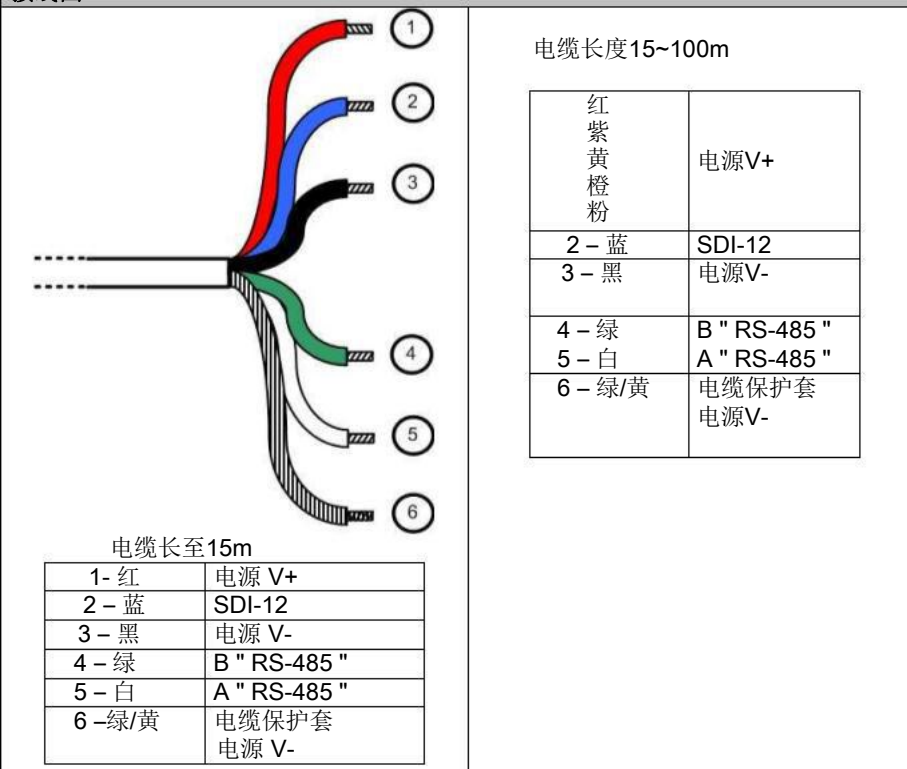 1
2
3
4
5
6
电缆长至15m
1- 红 电源 V+
2 – 蓝 SDI-12
3 – 黑 电源 V-
4 – 绿 B " RS-485 "
5 – 白 A " RS-485 "
6 –绿/黄 电缆保护套
电源 V-
电缆长度15~100m
红
紫
黄 电源V+
橙
粉
2 – 蓝 SDI-12
3 – 黑 电源V-
4 – 绿 B " RS-485 "
5 – 白 A " RS-485 "
6 – 绿/黄 电缆保护套
电源V-